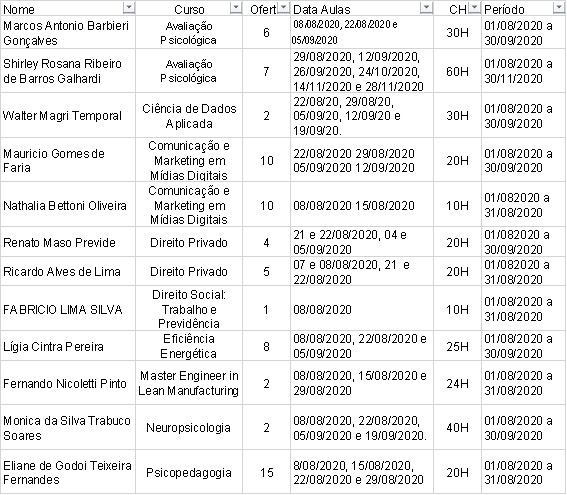 Nome Curso Ofert Data Aulas CH Período
Marcos Antonio Barbieri
Gonçalves
Avaliação
Psicológica
6
08/08/2020, 22/08/2020 e
05/09/2020
30H
01/08/2020 a
30/09/2020
Shirley Rosana Ribeiro
de Barros Galhardi
Avaliação
Psicológica
7
29/08/2020, 12/09/2020,
26/09/2020, 24/10/2020,
14/11/2020 e 28/11/2020
60H
01/08/2020 a
30/11/2020
Walter Magri Temporal
Ciência de Dados
Aplicada
2
22/08/20, 29/08/20,
05/09/20, 12/09/20 e
19/09/20.
30H
01/08/2020 a
30/09/2020
Mauricio Gomes de
Faria
Comunicação e
Marketing em
Mídias Digitais
10
22/08/2020 29/08/2020
05/09/2020 12/09/2020
20H
01/08/2020 a
30/09/2020
Nathalia Bettoni Oliveira
Comunicação e
Marketing em
Mídias Digitais
10
08/08/2020 15/08/2020
10H
01/082020 a
31/08/2020
Renato Maso Previde
Direito Privado
4
21 e 22/08/2020, 04 e
05/09/2020
20H
01/082020 a
30/09/2020
Ricardo Alves de Lima
Direito Privado
5
07 e 08/08/2020, 21 e
22/08/2020
20H
01/082020 a
31/08/2020
FABRICIO LIMA SILVA
Direito Social:
Trabalho e
Previdência
1
08/08/2020
10H
01/08/2020 a
31/08/2020
Lígia Cintra Pereira
Eficiência
Energética
8
08/08/2020, 22/08/2020 e
05/09/2020
25H
01/08/2020 a
30/09/2020
Fernando Nicoletti Pinto
Master Engineer in
Lean Manufacturing
2
08/08/2020, 15/08/2020 e
29/08/2020
24H
01/08/2020 a
31/08/2020
Monica da Silva Trabuco
Soares
Neuropsicologia
2
08/08/2020, 22/08/2020,
05/09/2020 e 19/09/2020.
40H
01/08/2020 a
30/09/2020
Eliane de Godoi Teixeira
Fernandes
Psicopedagogia
15
8/08/2020, 15/08/2020,
22/08/2020 e 29/08/2020
20H
01/08/2020 a
31/08/2020